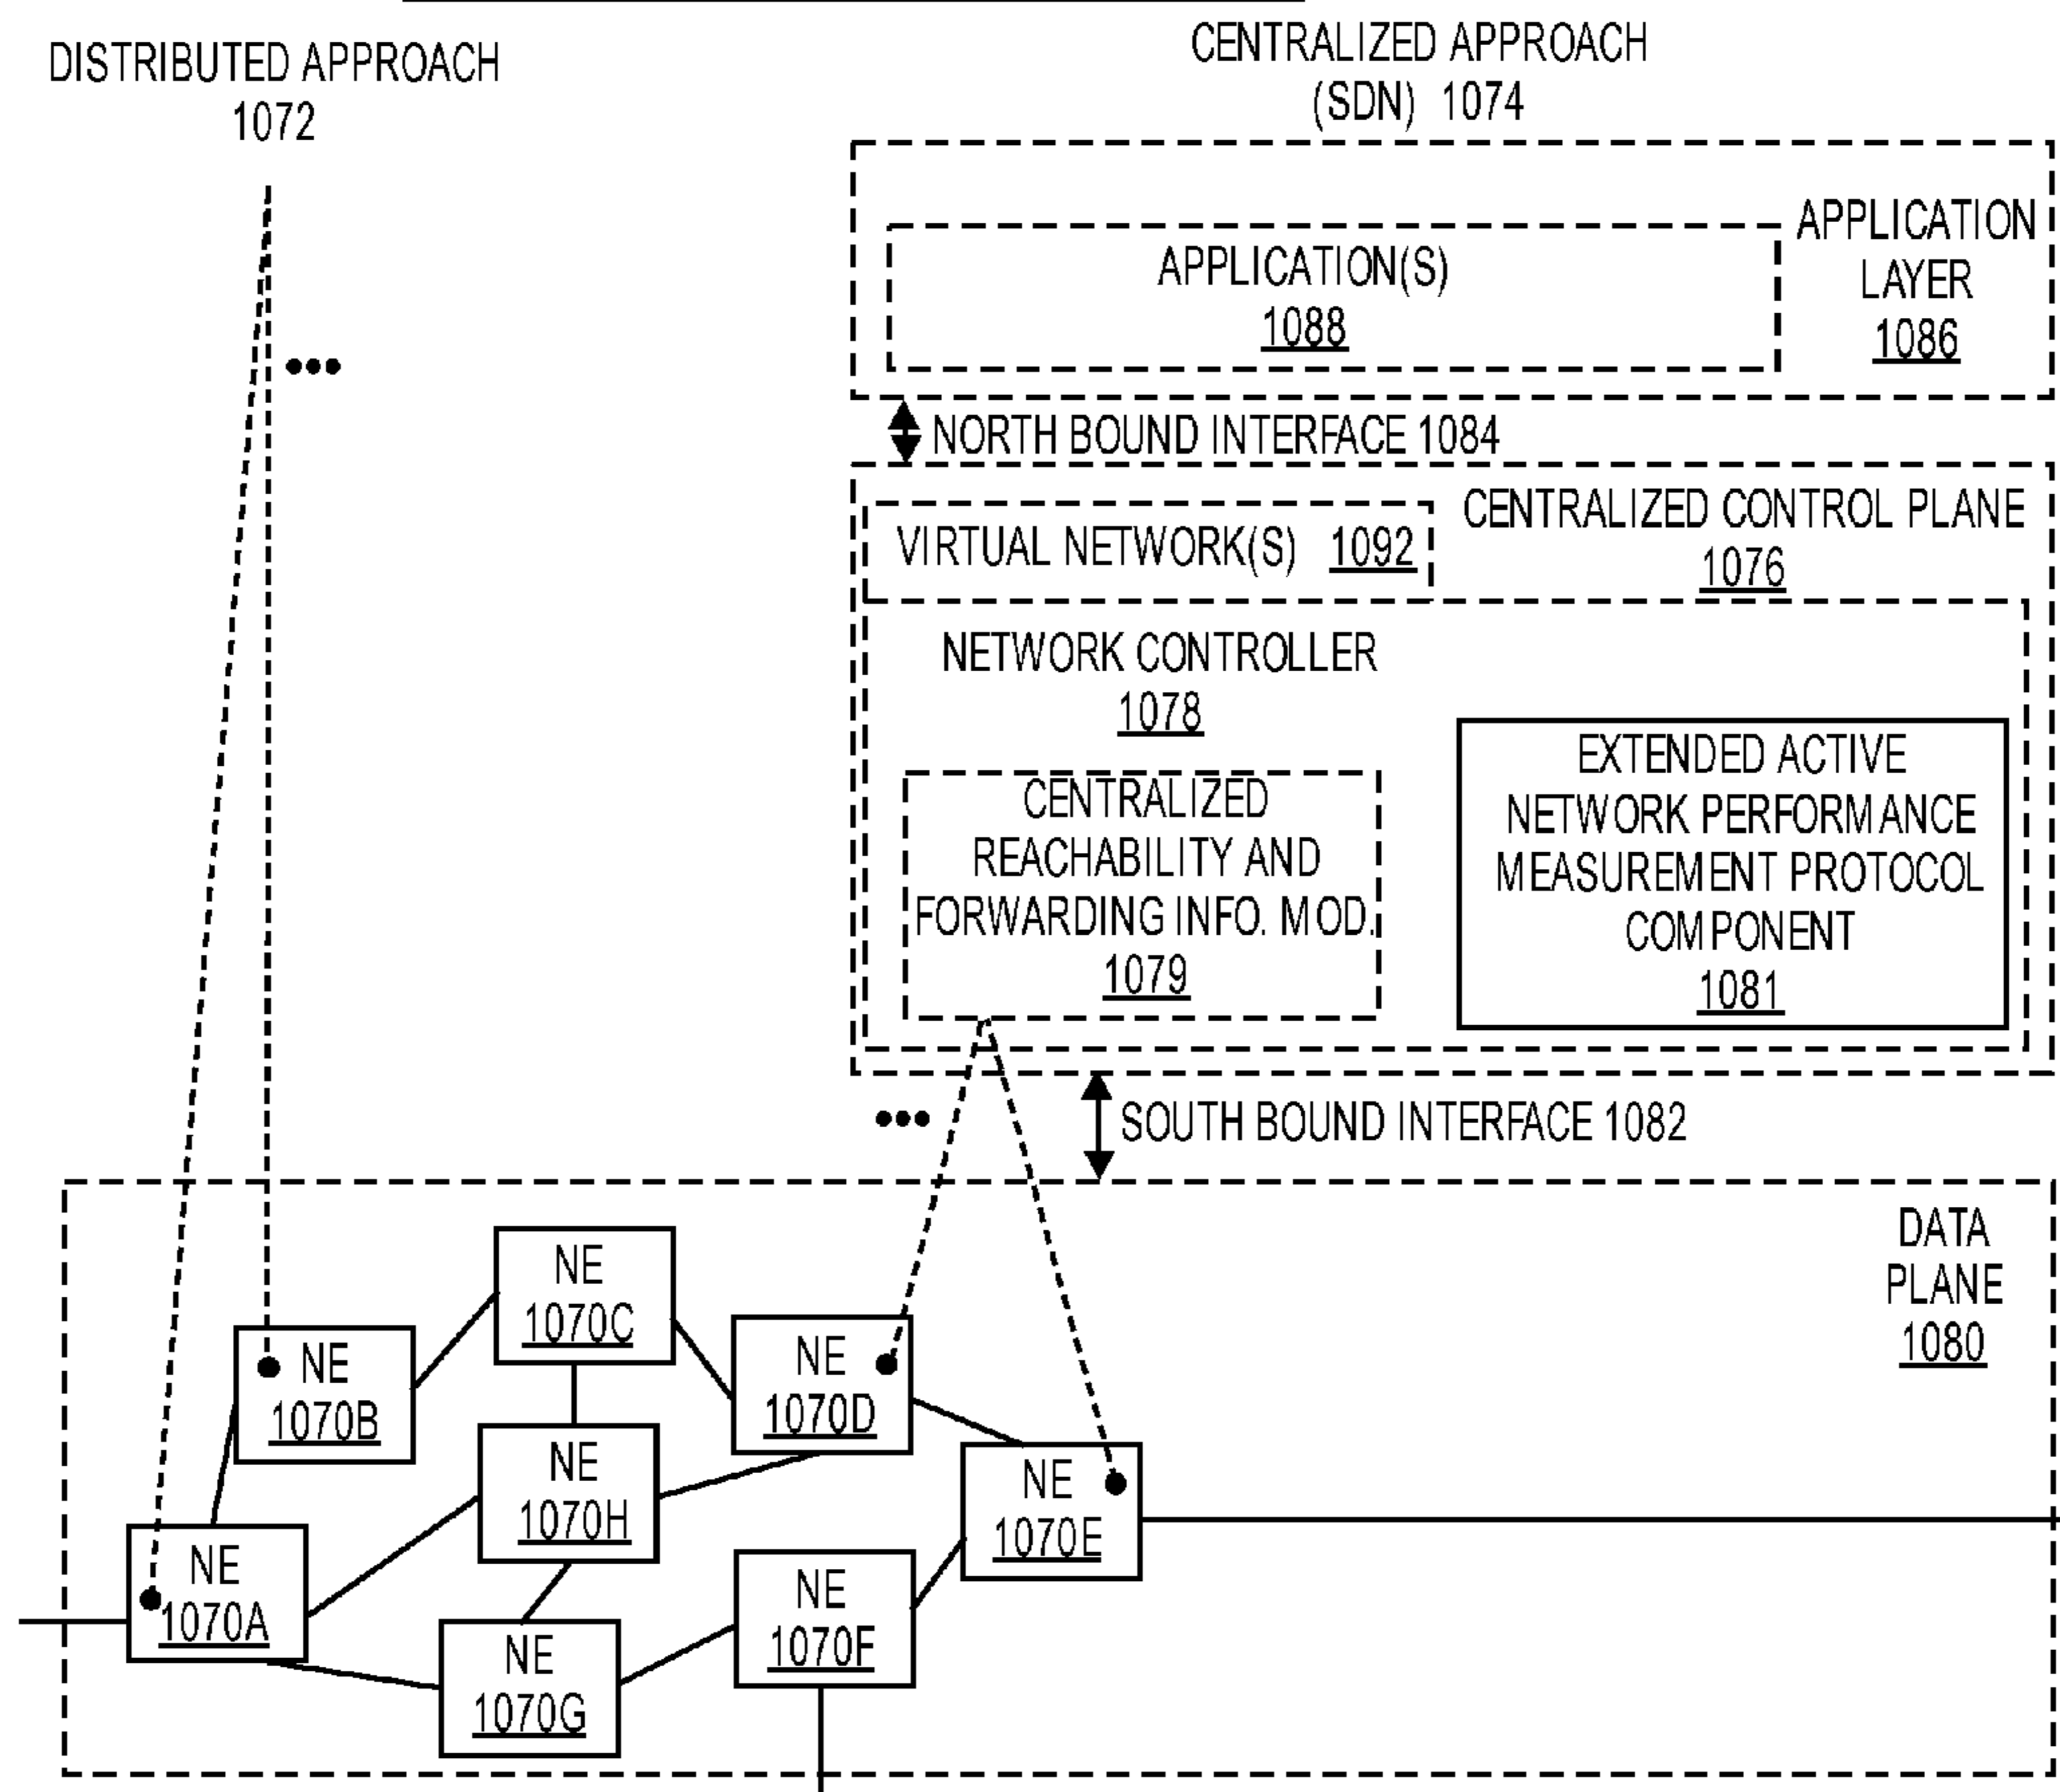 DISTRIBUTED APPROACH
1072
CENTRALIZED APPROACH
(SDN) 1074
APPLICATION(S)
1088
APPLICATION
LAYER
1086
NORTH BOUND INTERFACE 1084
VIRTUAL NETWORK(S) 1092
CENTRALIZED CONTROL PLANE
1076
NETWORK CONTROLLER
1078
CENTRALIZED
REACHABILITY AND
FORWARDING INFO. MOD.
1079
EXTENDED ACTIVE
NETWORK PERFORMANCE
MEASUREMENT PROTOCOL
COMPONENT
1081
SOUTH BOUND INTERFACE 1082
DATA
PLANE
1080
NE
1070C
NE
1070B
NE
1070D
NE
1070H
NE
1070E
NE
1070A
NE
1070F
NE
1070G